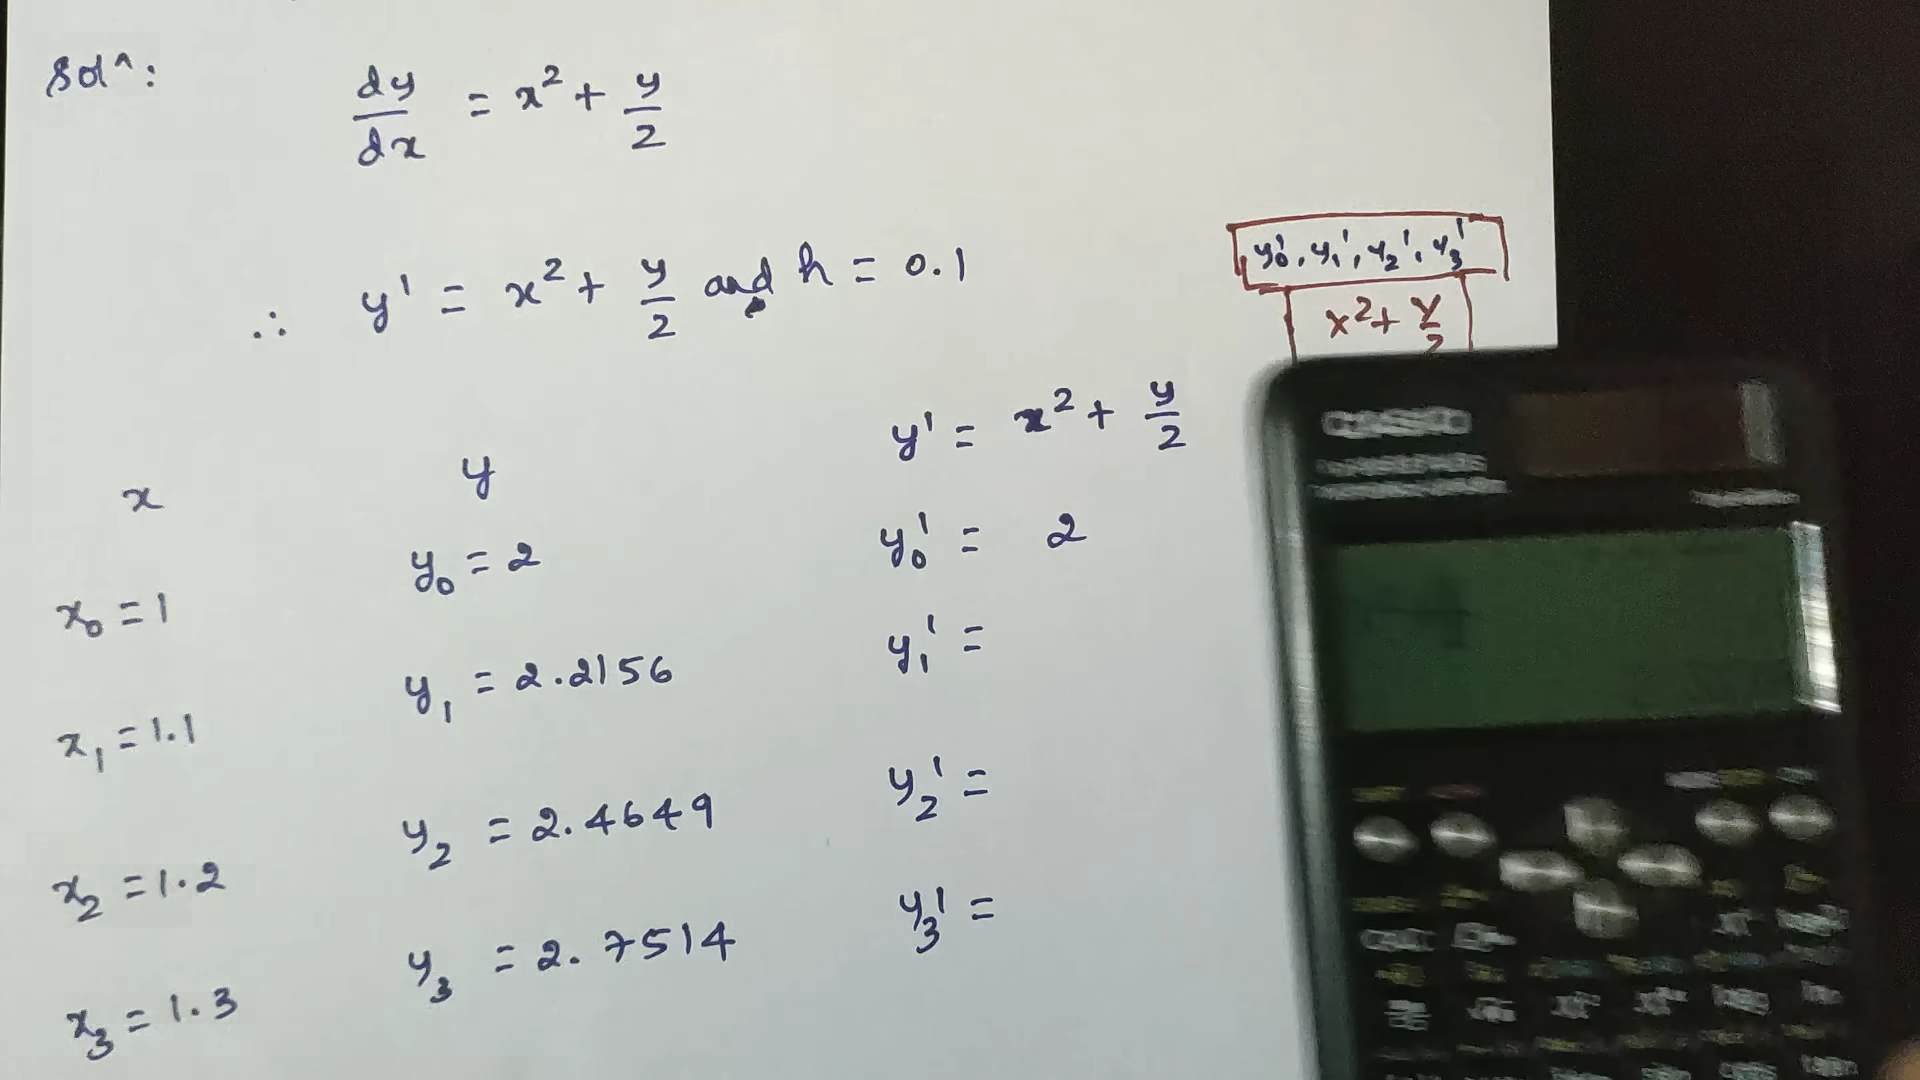 Solⁿ:
dy/dx = x² + y/2
∴ y' = x² + y/2 and h = 0.1
y₀', y₁', y₂', y₃'
x² + y/2
x y y' = x² + y/2
x₀ = 1 y₀ = 2 y₀' = 2
x₁ = 1.1 y₁ = 2.2156 y₁' =
x₂ = 1.2 y₂ = 2.4649 y₂' =
x₃ = 1.3 y₃ = 2.7514 y₃' =